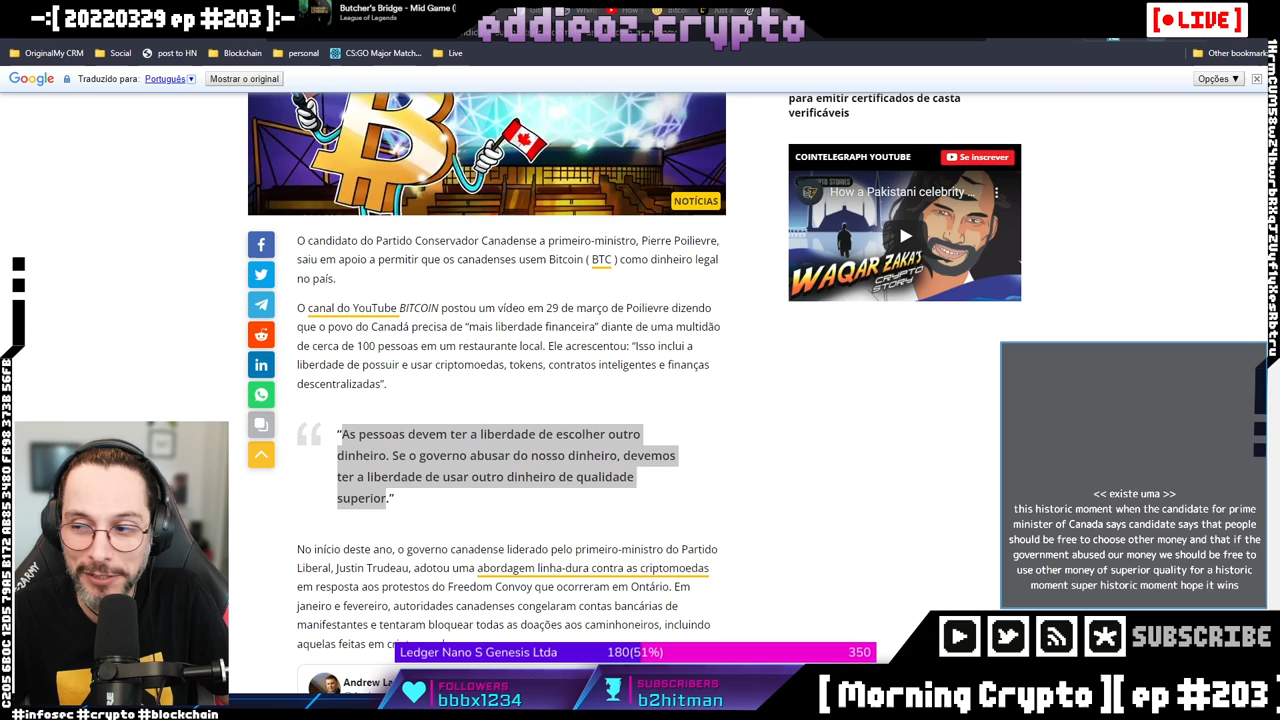 -:[ 20220329 ep #203 ]:-
Butcher's Bridge - Mid Game (
League of Legends
eddieoz.crypto
[ LIVE ]
OriginalMy CRM
Social
post to HN
Blockchain
personal
CS:GO Major Match...
Live
Other bookmark
Google
Traduzido para: Português
Mostrar o original
Opções ▼
NOTÍCIAS
para emitir certificados de casta
verificáveis
COINTELEGRAPH YOUTUBE
Se inscrever
How a Pakistani celebrity ...
WAQAR ZAKA'S
CRYPTO
STORY
O candidato do Partido Conservador Canadense a primeiro-ministro, Pierre Poilievre,
saiu em apoio a permitir que os canadenses usem Bitcoin ( BTC ) como dinheiro legal
no país.
O canal do YouTube BITCOIN postou um vídeo em 29 de março de Poilievre dizendo
que o povo do Canadá precisa de “mais liberdade financeira” diante de uma multidão
de cerca de 100 pessoas em um restaurante local. Ele acrescentou: “Isso inclui a
liberdade de possuir e usar criptomoedas, tokens, contratos inteligentes e finanças
descentralizadas”.
“As pessoas devem ter a liberdade de escolher outro
dinheiro. Se o governo abusar do nosso dinheiro, devemos
ter a liberdade de usar outro dinheiro de qualidade
superior.”
No início deste ano, o governo canadense liderado pelo primeiro-ministro do Partido
Liberal, Justin Trudeau, adotou uma abordagem linha-dura contra as criptomoedas
em resposta aos protestos do Freedom Convoy que ocorreram em Ontário. Em
janeiro e fevereiro, autoridades canadenses congelaram contas bancárias de
manifestantes e tentaram bloquear todas as doações aos caminhoneiros, incluindo
aquelas feitas em
Andrew La
<< existe uma >>
this historic moment when the candidate for prime
minister of Canada says candidate says that people
should be free to choose other money and that if the
government abused our money we should be free to
use other money of superior quality for a historic
moment super historic moment hope it wins
Ledger Nano S Genesis Ltda
180(51%)
350
FOLLOWERS
bbbx1234
SUBSCRIBERS
b2hitman
SUBSCRIBE
[ Morning Crypto ][ ep #203 ]
#infosec #crypto #blockchain